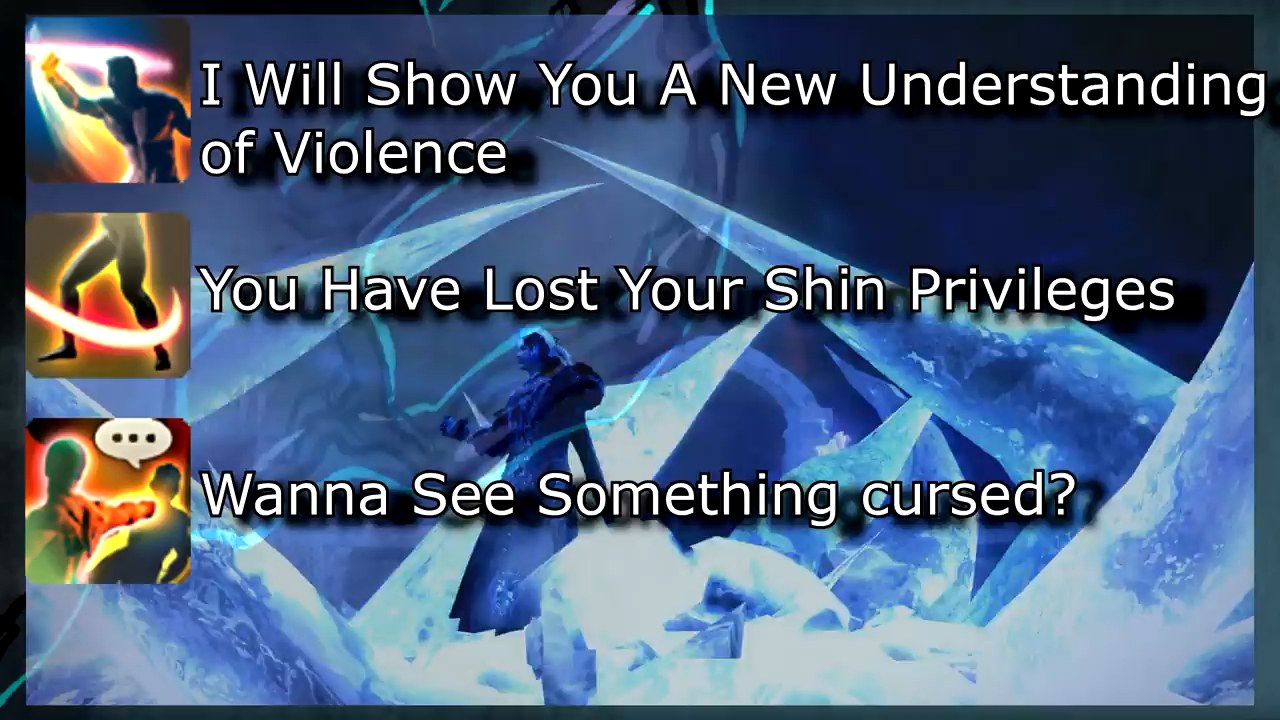 I Will Show You A New Understanding
of Violence
You Have Lost Your Shin Privileges
Wanna See Something cursed?